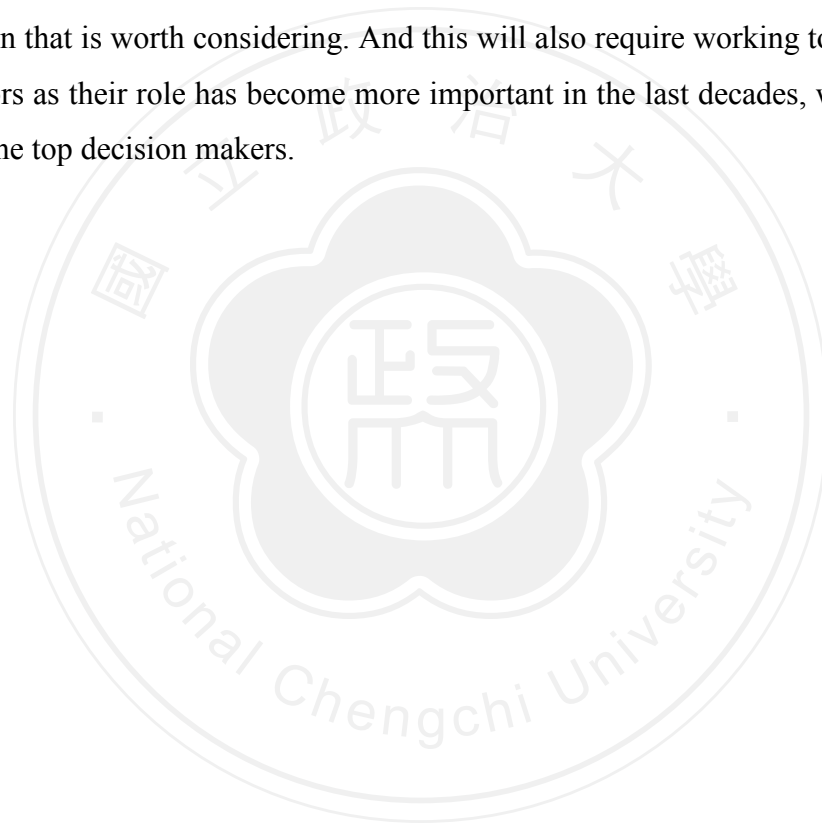 n that is worth considering. And this will also require working to
rs as their role has become more important in the last decades,
top decision makers.
國立政治大學
政
National Chengchi University